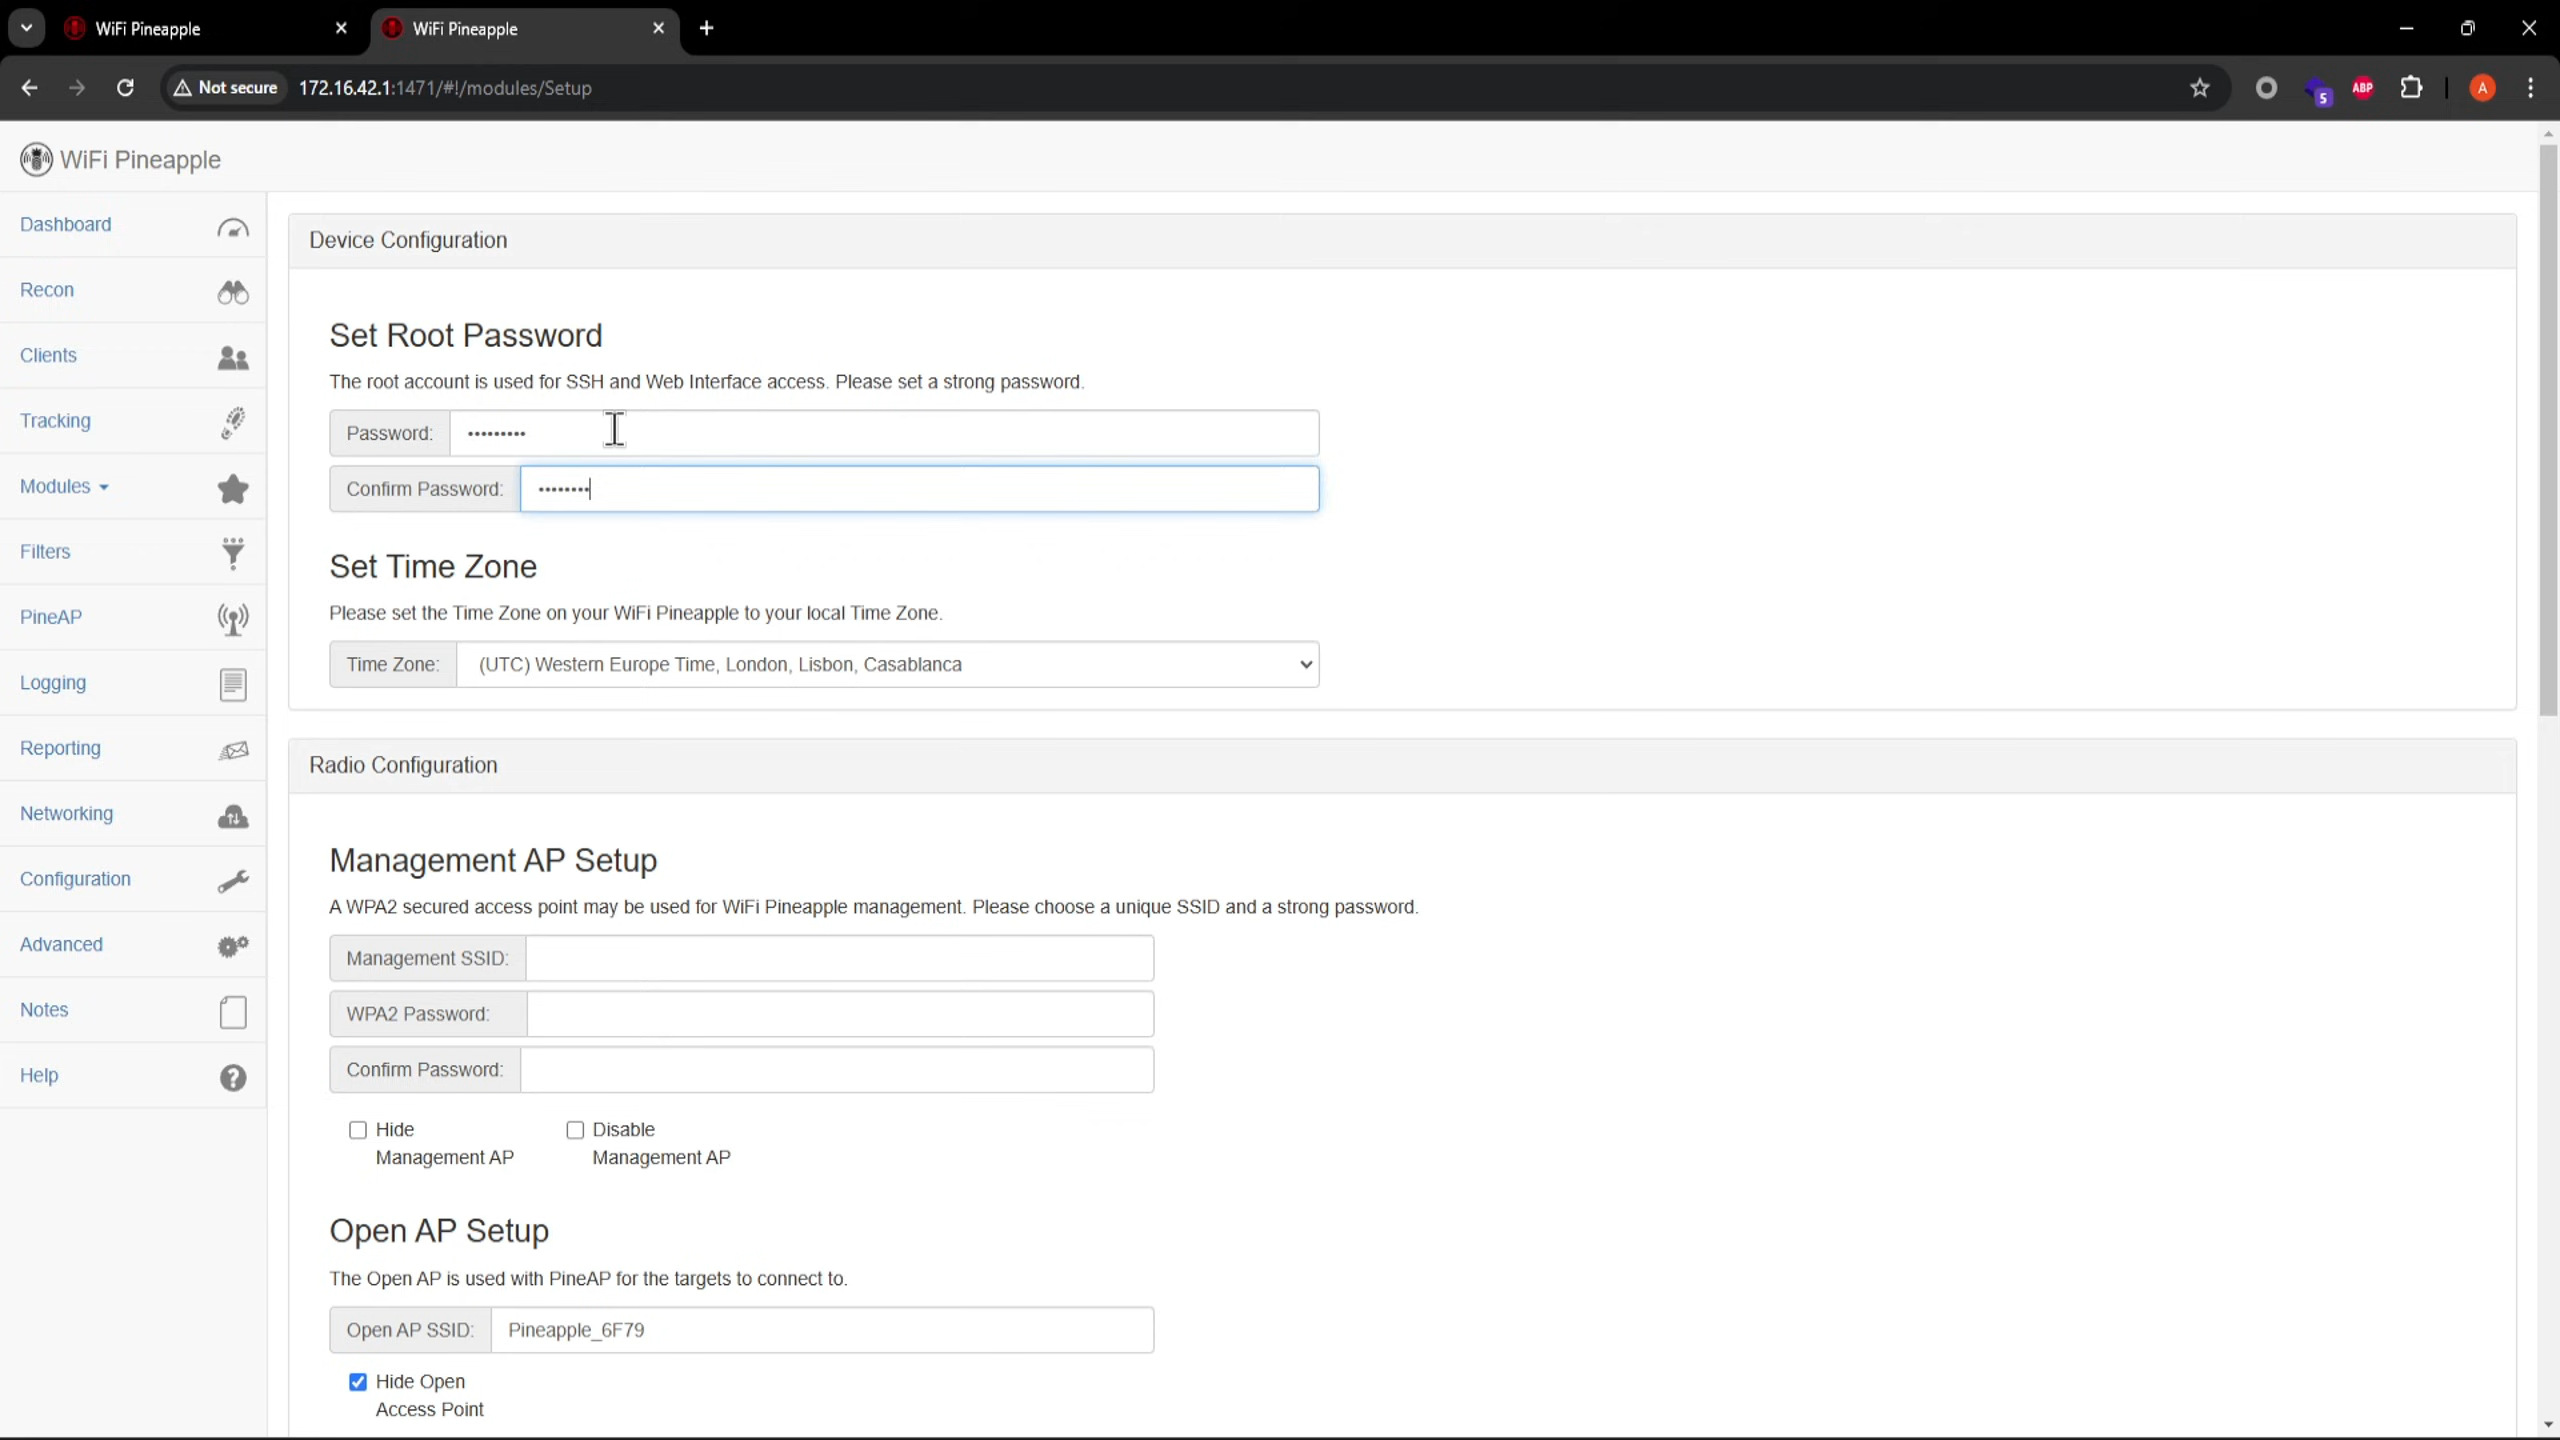 WiFi Pineapple
WiFi Pineapple
Not secure
172.16.42.1:1471/#!/modules/Setup
5
ABP
A
WiFi Pineapple
Dashboard
Recon
Clients
Tracking
Modules
Filters
PineAP
Logging
Reporting
Networking
Configuration
Advanced
Notes
Help
Device Configuration
Set Root Password
The root account is used for SSH and Web Interface access. Please set a strong password.
Password: •••••••••
Confirm Password: ••••••••
Set Time Zone
Please set the Time Zone on your WiFi Pineapple to your local Time Zone.
Time Zone: (UTC) Western Europe Time, London, Lisbon, Casablanca
Radio Configuration
Management AP Setup
A WPA2 secured access point may be used for WiFi Pineapple management. Please choose a unique SSID and a strong password.
Management SSID:
WPA2 Password:
Confirm Password:
Hide
Management AP
Disable
Management AP
Open AP Setup
The Open AP is used with PineAP for the targets to connect to.
Open AP SSID: Pineapple_6F79
Hide Open
Access Point